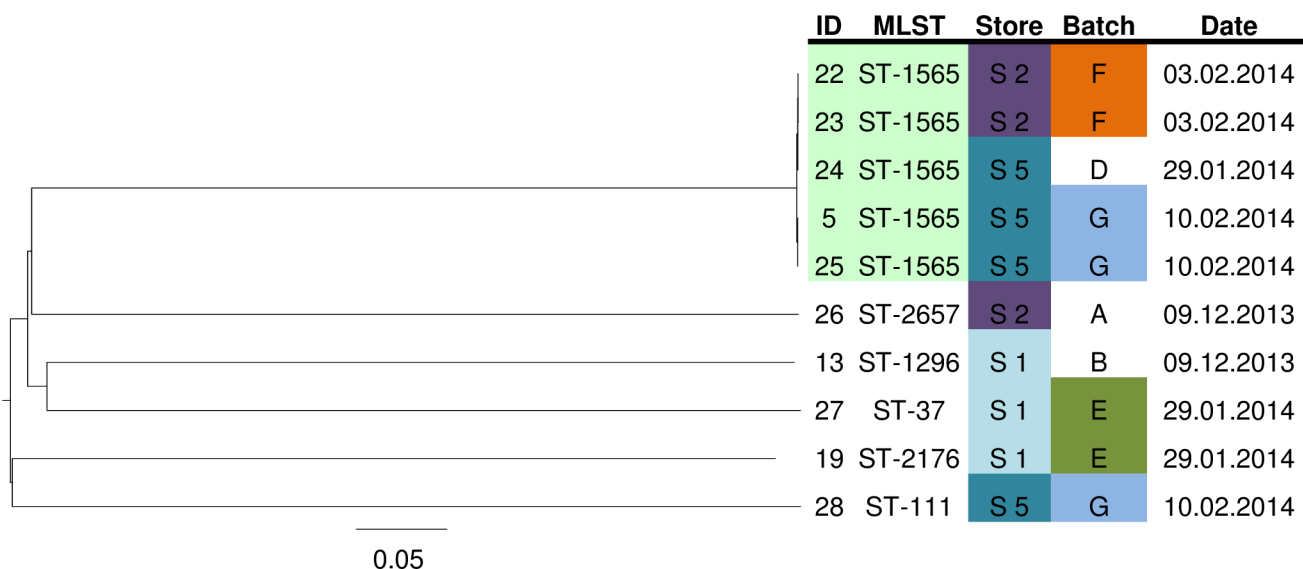 ID MLST Store Batch Date
22 ST-1565 S 2 F 03.02.2014
23 ST-1565 S 2 F 03.02.2014
24 ST-1565 S 5 D 29.01.2014
5 ST-1565 S 5 G 10.02.2014
25 ST-1565 S 5 G 10.02.2014
26 ST-2657 S 2 A 09.12.2013
13 ST-1296 S 1 B 09.12.2013
27 ST-37 S 1 E 29.01.2014
19 ST-2176 S 1 E 29.01.2014
28 ST-111 S 5 G 10.02.2014
0.05